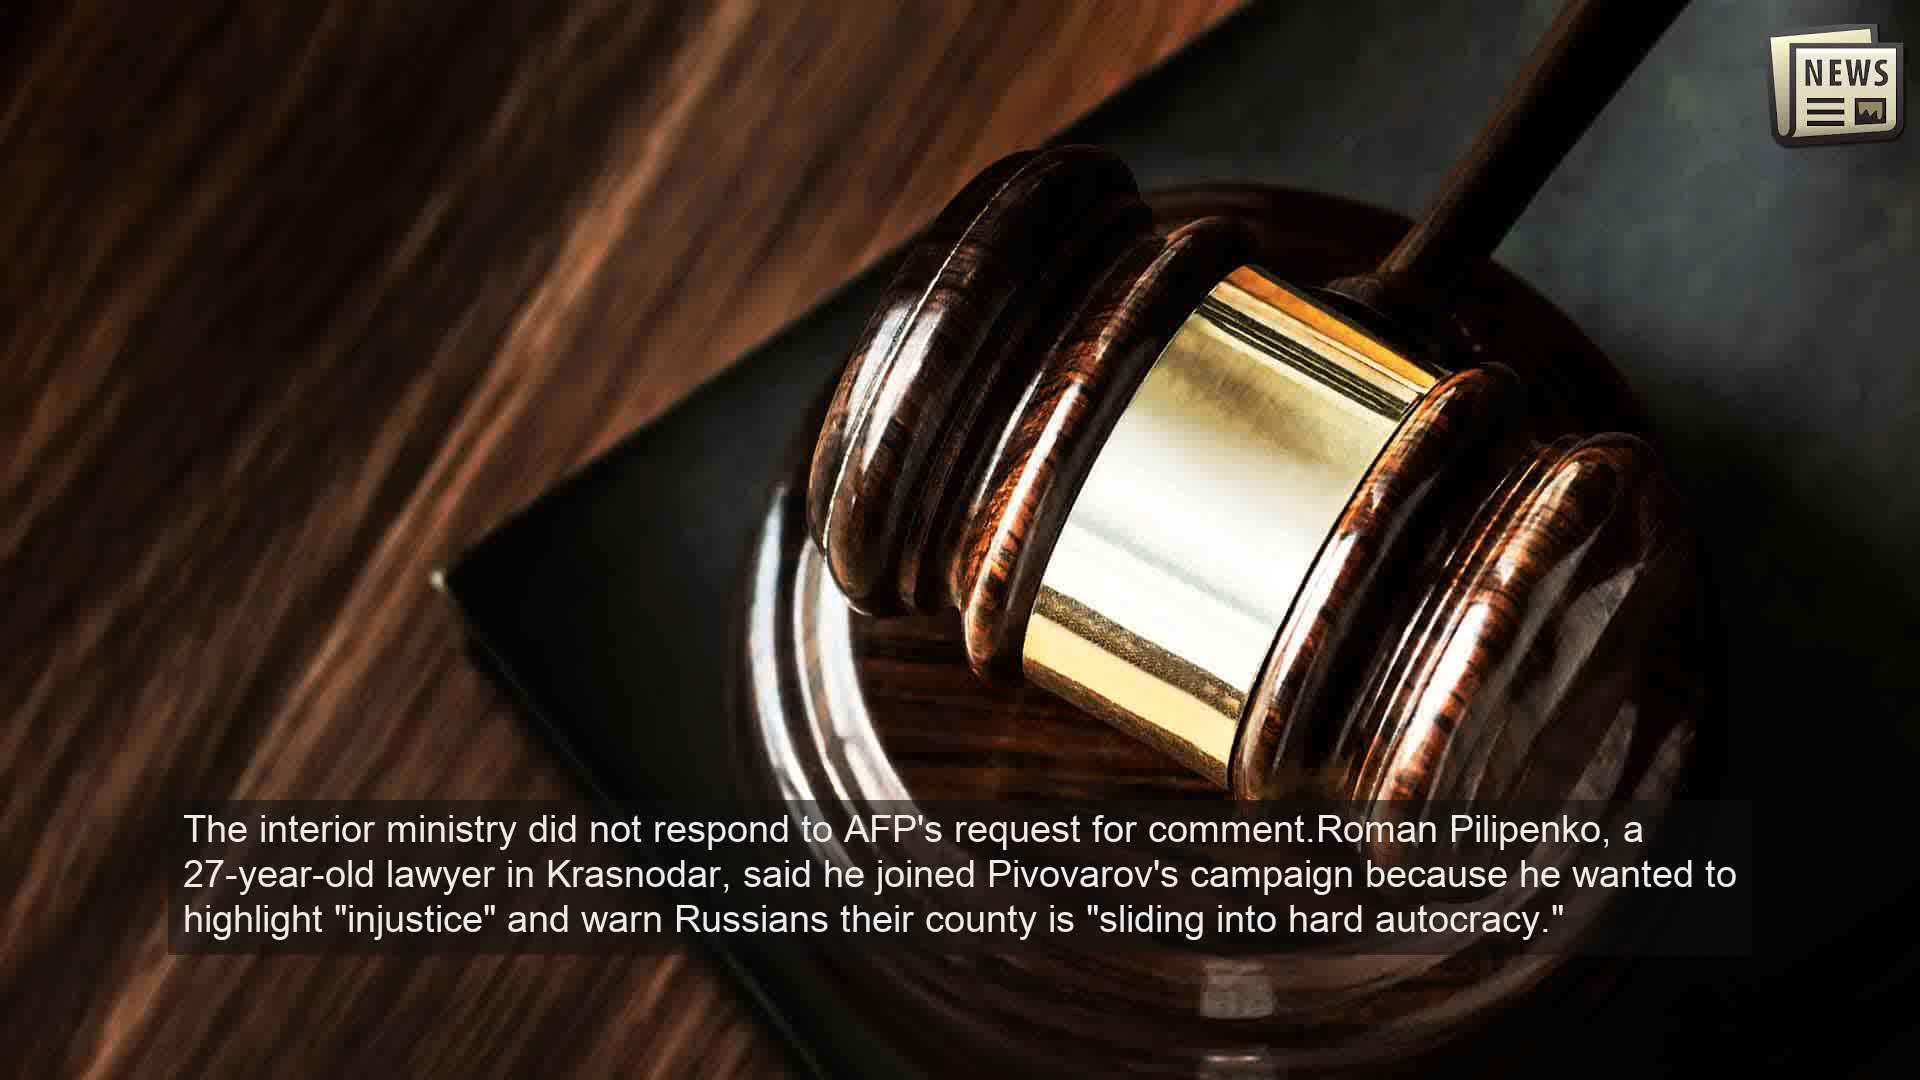 NEWS
The interior ministry did not respond to AFP's request for comment.Roman Pilipenko, a
27-year-old lawyer in Krasnodar, said he joined Pivovarov's campaign because he wanted to
highlight "injustice" and warn Russians their county is "sliding into hard autocracy."